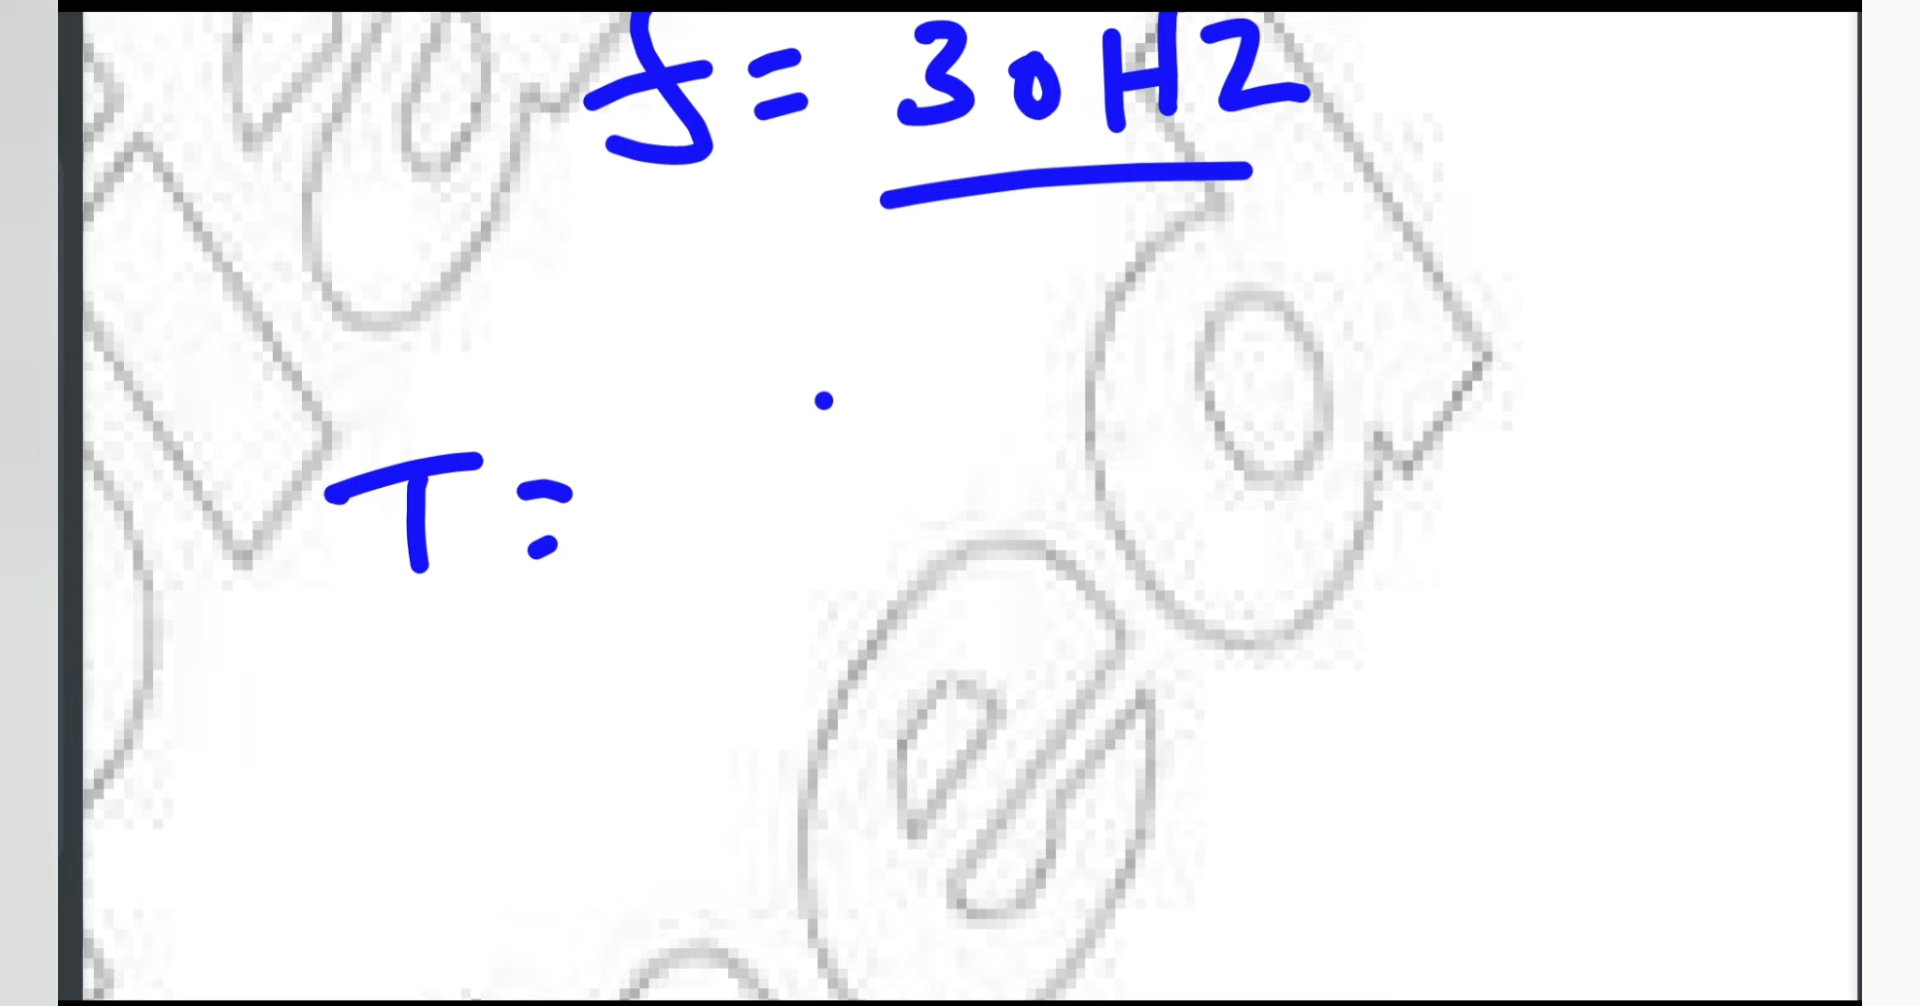 f = 30HZ
T =